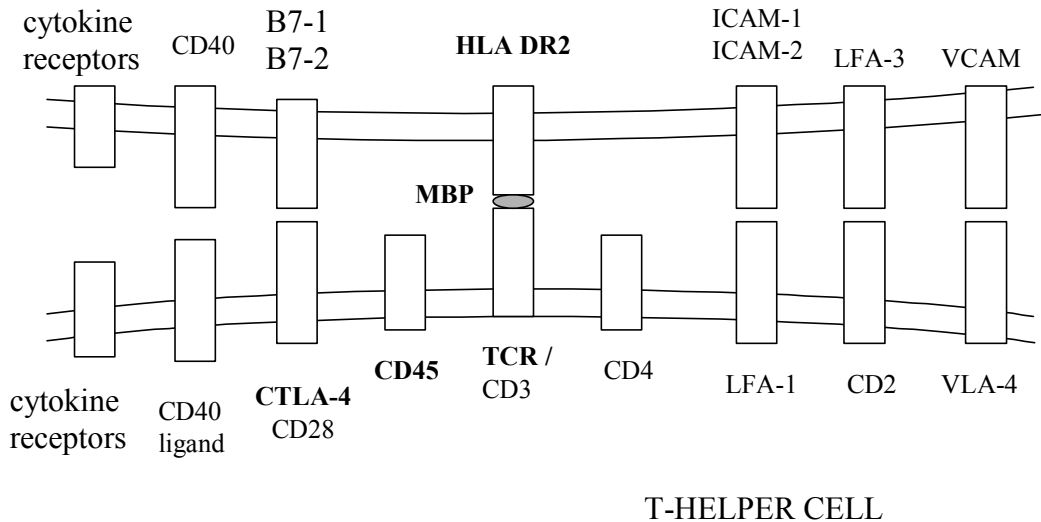 cytokine
receptors
CD40
B7-1
B7-2
HLA DR2
ICAM-1
ICAM-2
LFA-3
VCAM
MBP
cytokine
receptors
CD40
ligand
CTLA-4
CD28
CD45
TCR /
CD3
CD4
LFA-1
CD2
VLA-4
T-HELPER CELL